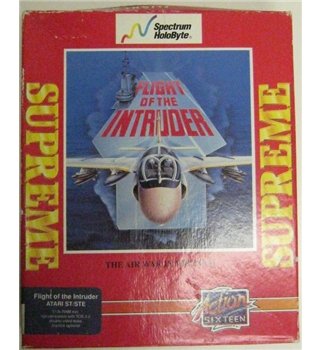 Spectrum
HoloByte®
FLIGHT
OF THE
INTRUDER
SUPREME
SUPREME
THE AIR WAR IN
Flight of the Intruder
ATARI ST/STE
Action
SIXTEEN